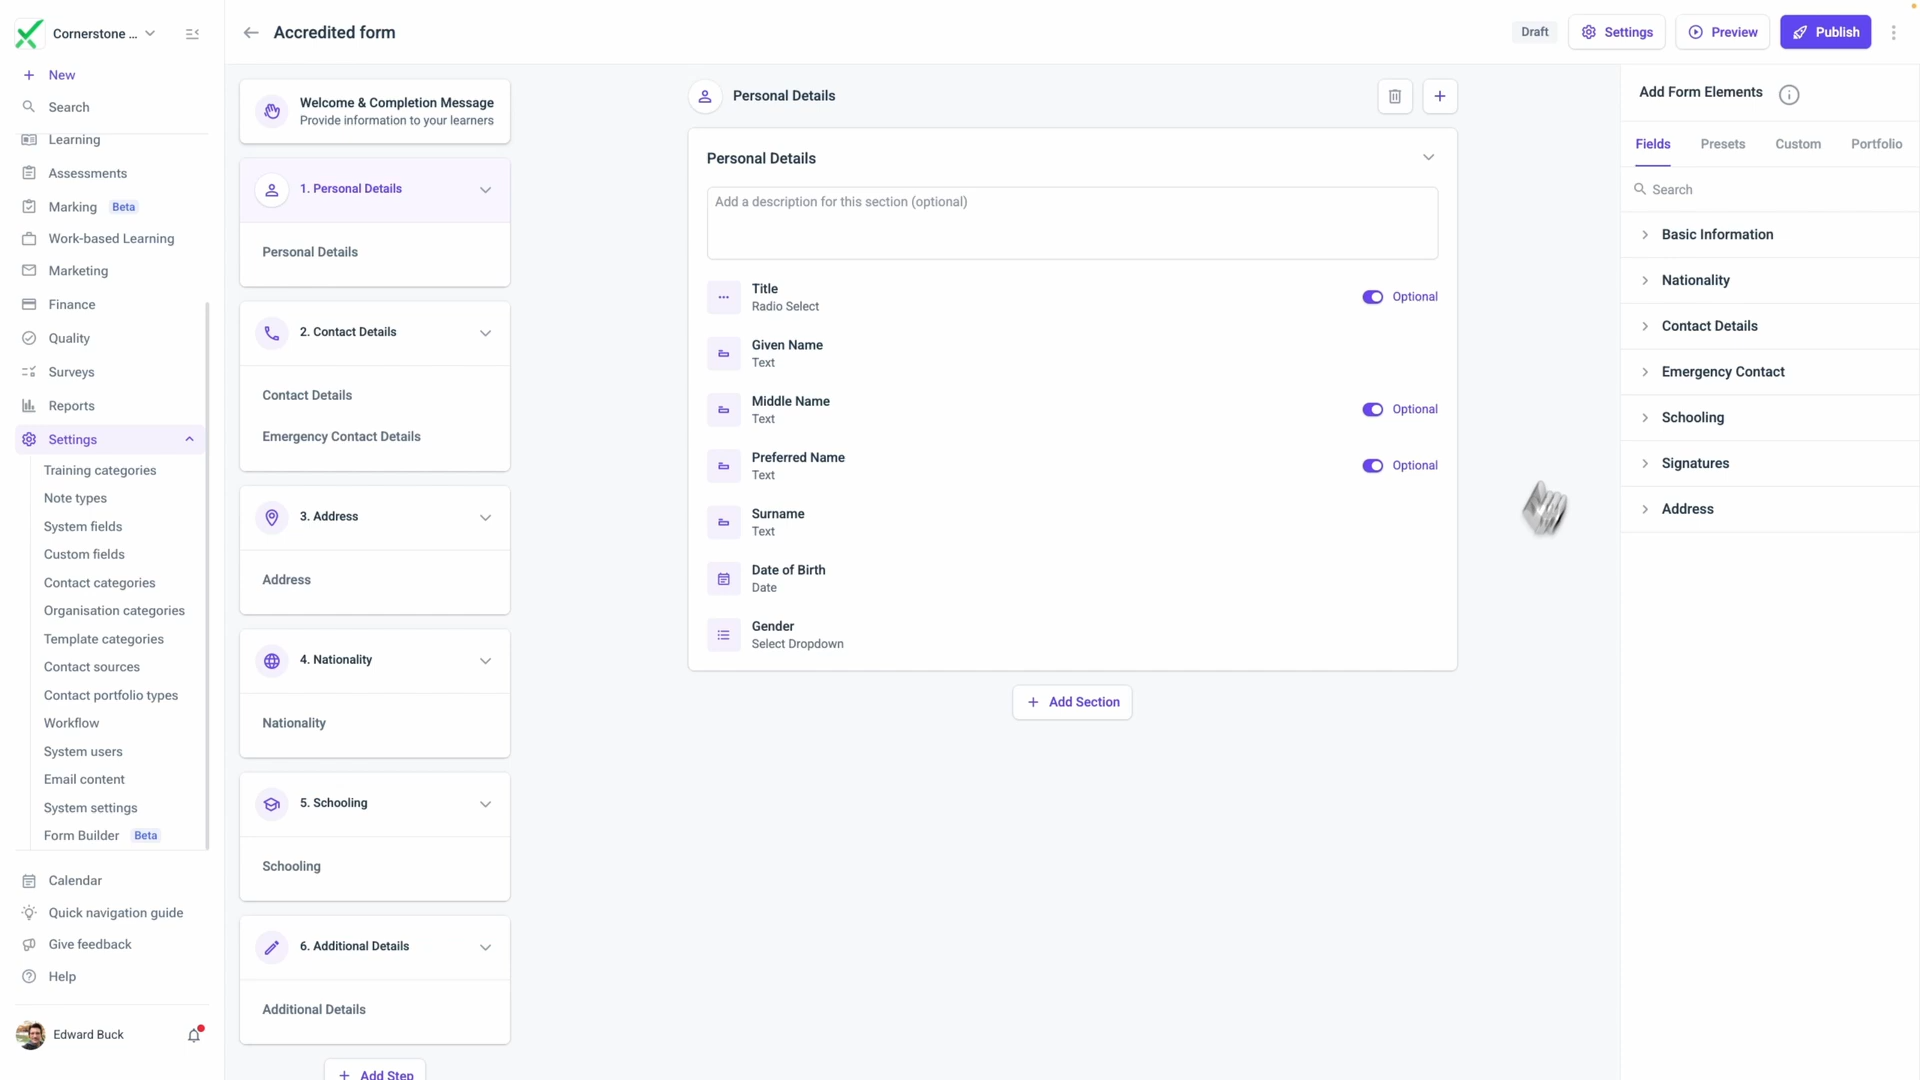 Cornerstone ...
New
Search
Learning
Assessments
Marking Beta
Work-based Learning
Marketing
Finance
Quality
Surveys
Reports
Settings
Training categories
Note types
System fields
Custom fields
Contact categories
Organisation categories
Template categories
Contact sources
Contact portfolio types
Workflow
System users
Email content
System settings
Form Builder Beta
Calendar
Quick navigation guide
Give feedback
Help
Edward Buck
Accredited form
Draft
Settings
Preview
Publish
Welcome & Completion Message
Provide information to your learners
1. Personal Details
Personal Details
2. Contact Details
Contact Details
Emergency Contact Details
3. Address
Address
4. Nationality
Nationality
5. Schooling
Schooling
6. Additional Details
Additional Details
Add Step
Personal Details
Personal Details
Add a description for this section (optional)
Title
Radio Select
Optional
Given Name
Text
Middle Name
Text
Optional
Preferred Name
Text
Optional
Surname
Text
Date of Birth
Date
Gender
Select Dropdown
Add Section
Add Form Elements
Fields Presets Custom Portfolio
Search
Basic Information
Nationality
Contact Details
Emergency Contact
Schooling
Signatures
Address